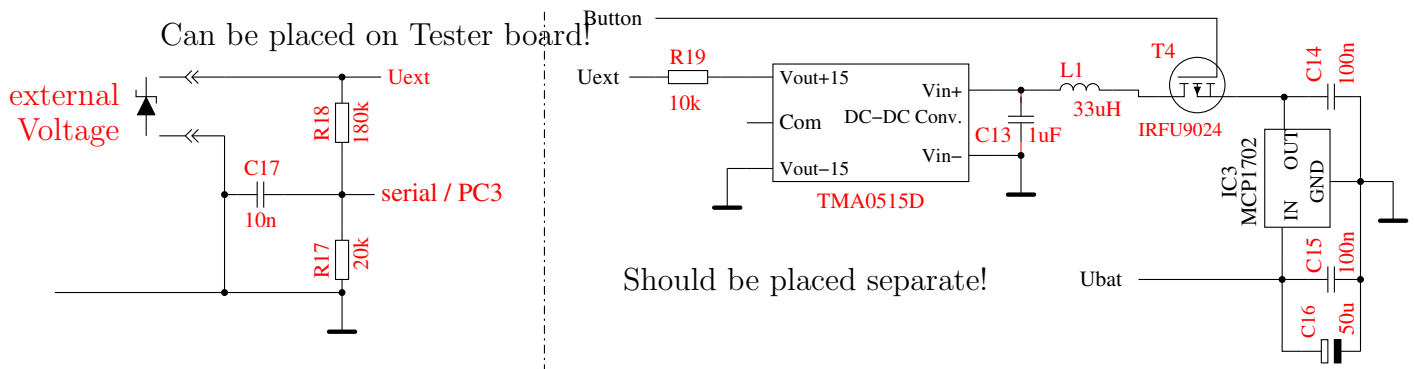 Can be placed on Tester board!
Uext
external
Voltage
R18
180k
C17
10n
serial / PC3
R17
20k
Button
Uext
R19
10k
Vout+15
Com
Vout−15
Vin+
DC−DC Conv.
Vin−
TMA0515D
C13
1uF
L1
33uH
T4
IRFU9024
C14
100n
OUT
GND
IN
IC3
MCP1702
Ubat
C15
100n
C16
50u
Should be placed separate!